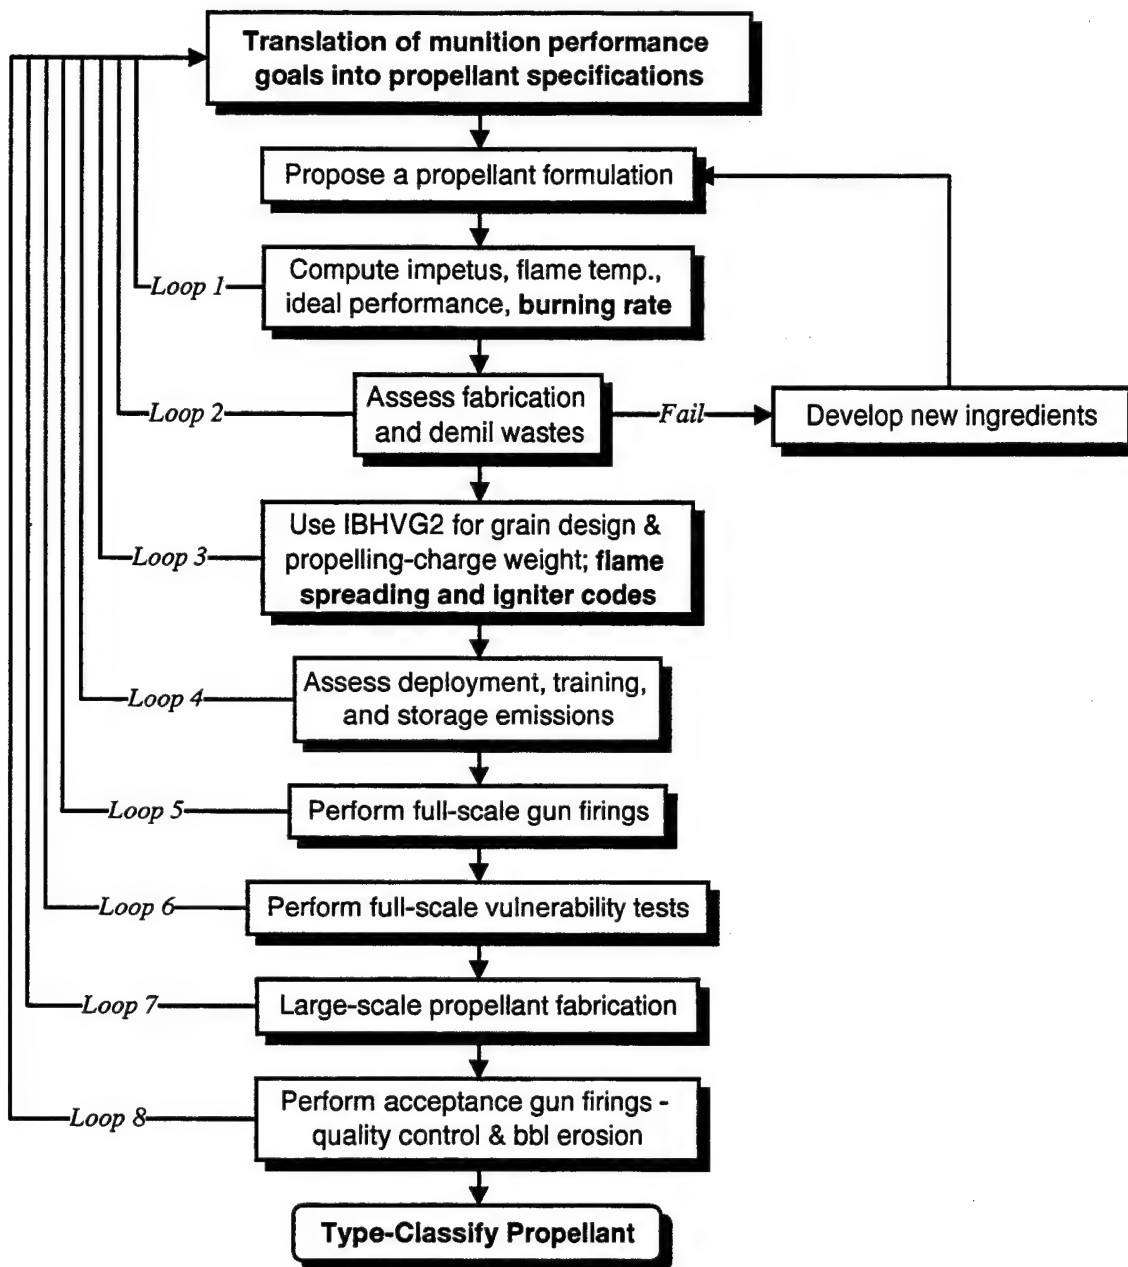 Translation of munition performance
goals into propellant specifications
Propose a propellant formulation
Loop 1
Compute impetus, flame temp.,
ideal performance, burning rate
Loop 2
Assess fabrication
and demil wastes
Fail
Develop new ingredients
Loop 3
Use IBHVG2 for grain design &
propelling-charge weight; flame
spreading and igniter codes
Loop 4
Assess deployment, training,
and storage emissions
Loop 5
Perform full-scale gun firings
Loop 6
Perform full-scale vulnerability tests
Loop 7
Large-scale propellant fabrication
Loop 8
Perform acceptance gun firings -
quality control & bbl erosion
Type-Classify Propellant